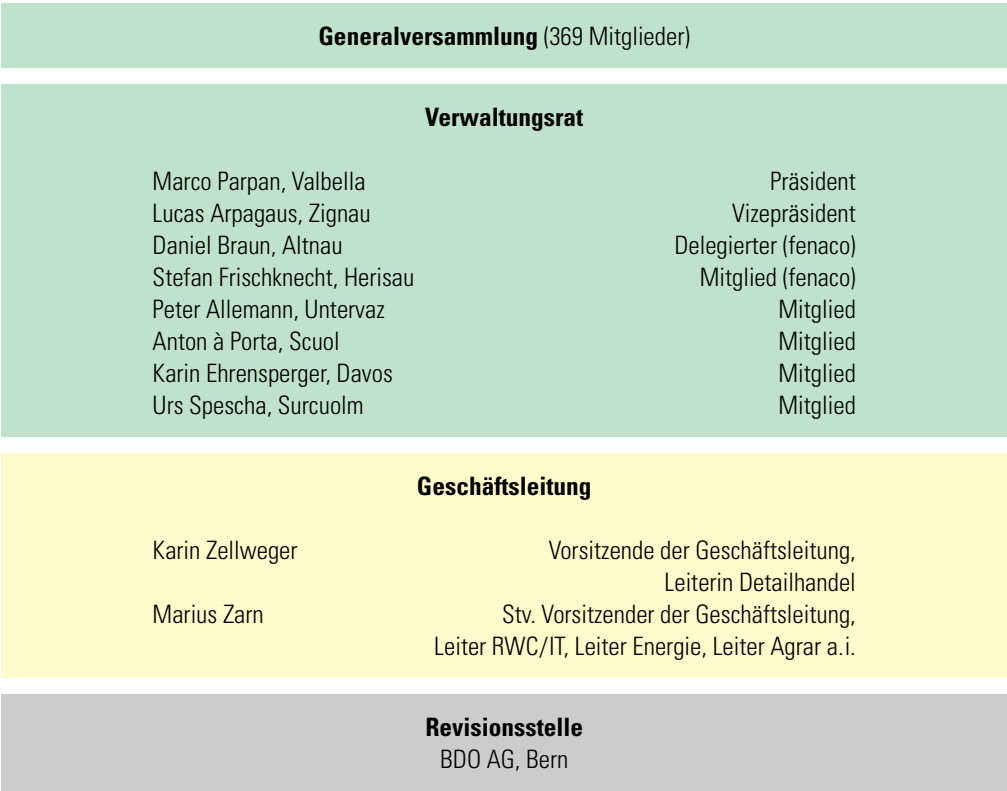 Generalversammlung (369 Mitglieder)
Verwaltungsrat
Marco Parpan, Valbella Präsident
Lucas Arpagaus, Zignau Vizepräsident
Daniel Braun, Altnau Delegierter (fenaco)
Stefan Frischknecht, Herisau Mitglied (fenaco)
Peter Allemann, Untervaz Mitglied
Anton à Porta, Scuol Mitglied
Karin Ehrensperger, Davos Mitglied
Urs Spescha, Surcuolm Mitglied
Geschäftsleitung
Karin Zellweger Vorsitzende der Geschäftsleitung,
Leiterin Detailhandel
Marius Zarn Stv. Vorsitzender der Geschäftsleitung,
Leiter RWC/IT, Leiter Energie, Leiter Agrar a.i.
Revisionsstelle
BDO AG, Bern